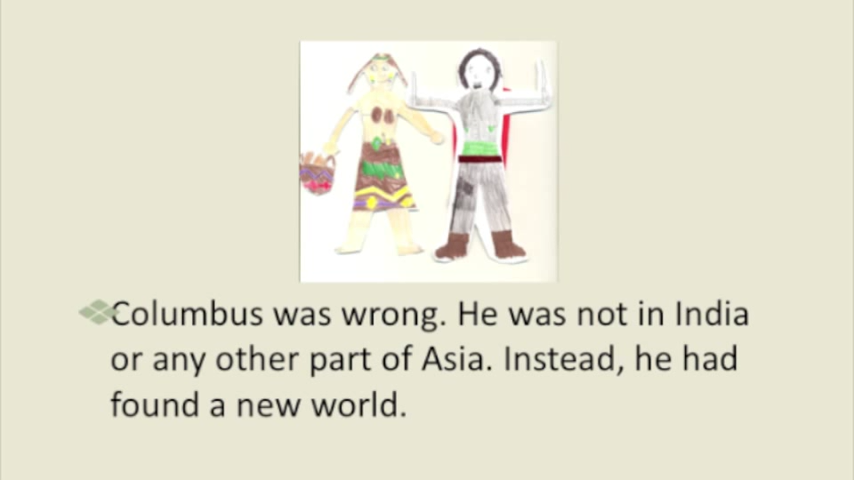 Columbus was wrong. He was not in India
or any other part of Asia. Instead, he had
found a new world.